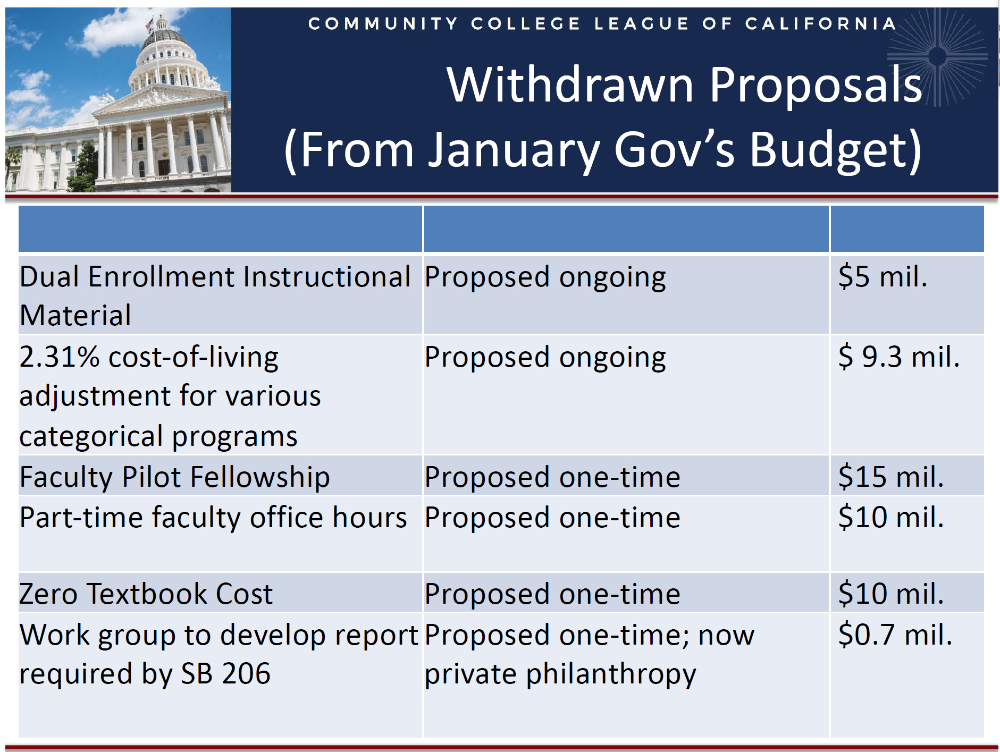 COMMUNITY COLLEGE LEAGUE OF CALIFORNIA
Withdrawn Proposals
(From January Gov’s Budget)
Dual Enrollment Instructional
Material
Proposed ongoing
$5 mil.
2.31% cost-of-living
adjustment for various
categorical programs
Proposed ongoing
$ 9.3 mil.
Faculty Pilot Fellowship
Proposed one-time
$15 mil.
Part-time faculty office hours
Proposed one-time
$10 mil.
Zero Textbook Cost
Proposed one-time
$10 mil.
Work group to develop report
required by SB 206
Proposed one-time; now
private philanthropy
$0.7 mil.